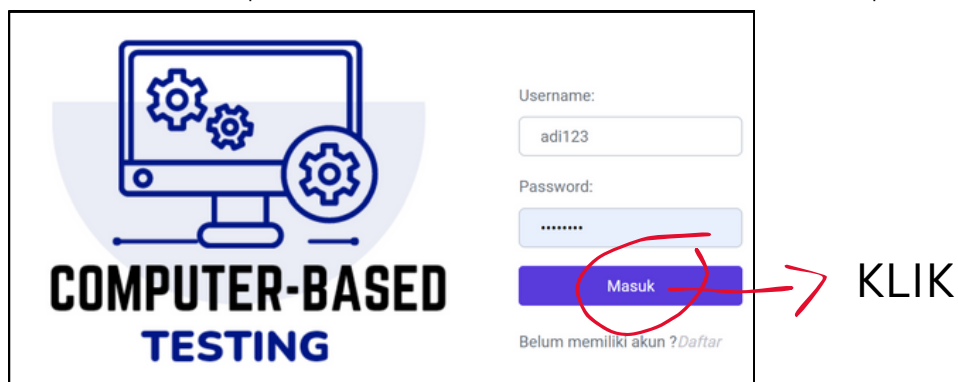 Username:
adi123
Password:
Masuk
KLIK
Belum memiliki akun ?Daftar
COMPUTER-BASED
TESTING